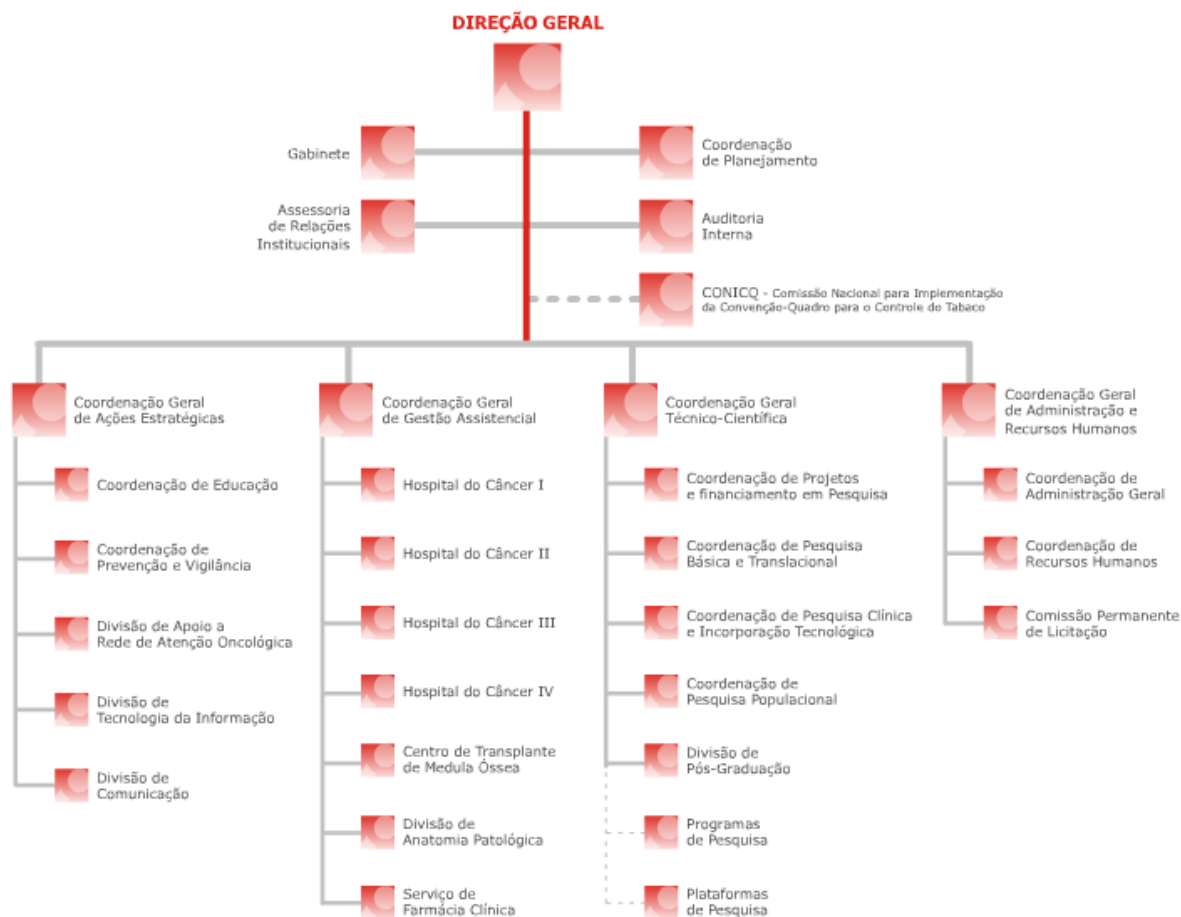 DIREÇÃO GERAL
Gabinete
Coordenação
de Planejamento
Assessoria
de Relações
Institucionais
Auditoria
Interna
CONICQ - Comissão Nacional para Implementação
da Convenção-Quadro para o Controle do Tabaco
Coordenação Geral
de Ações Estratégicas
Coordenação de Educação
Coordenação de
Prevenção e Vigilância
Divisão de Apoio a
Rede de Atenção Oncológica
Divisão de
Tecnologia da Informação
Divisão de
Comunicação
Coordenação Geral
de Gestão Assistencial
Hospital do Câncer I
Hospital do Câncer II
Hospital do Câncer III
Hospital do Câncer IV
Centro de Transplante
de Medula Óssea
Divisão de
Anatomia Patológica
Serviço de
Farmácia Clínica
Coordenação Geral
Técnico-Científica
Coordenação de Projetos
e financiamento em Pesquisa
Coordenação de Pesquisa
Básica e Translacional
Coordenação de Pesquisa Clínica
e Incorporação Tecnológica
Coordenação de
Pesquisa Populacional
Divisão de
Pós-Graduação
Programas
de Pesquisa
Plataformas
de Pesquisa
Coordenação Geral
de Administração e
Recursos Humanos
Coordenação de
Administração Geral
Coordenação de
Recursos Humanos
Comissão Permanente
de Licitação